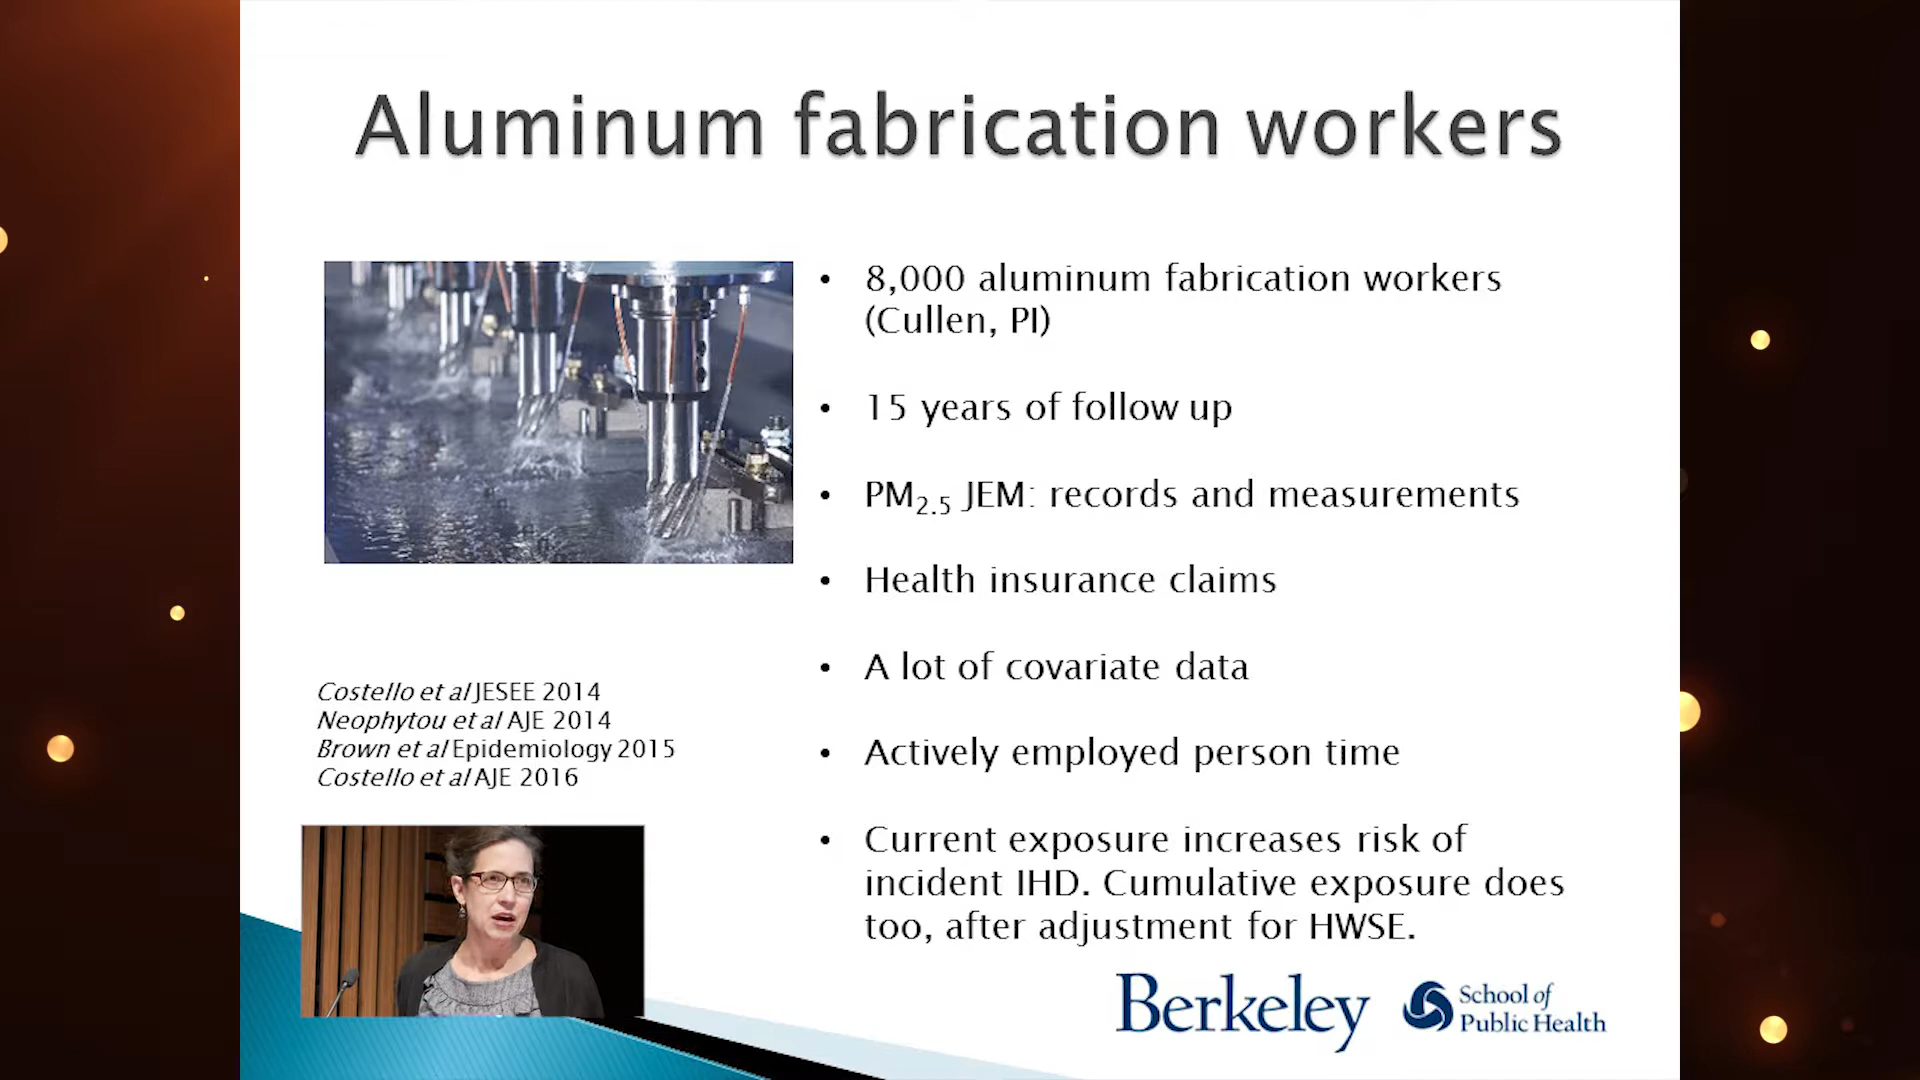 Aluminum fabrication workers
• 8,000 aluminum fabrication workers
(Cullen, PI)
• 15 years of follow up
• PM2.5 JEM: records and measurements
• Health insurance claims
• A lot of covariate data
• Actively employed person time
• Current exposure increases risk of
incident IHD. Cumulative exposure does
too, after adjustment for HWSE.
Costello et al JESEE 2014
Neophytou et al AJE 2014
Brown et al Epidemiology 2015
Costello et al AJE 2016
Berkeley
School of
Public Health